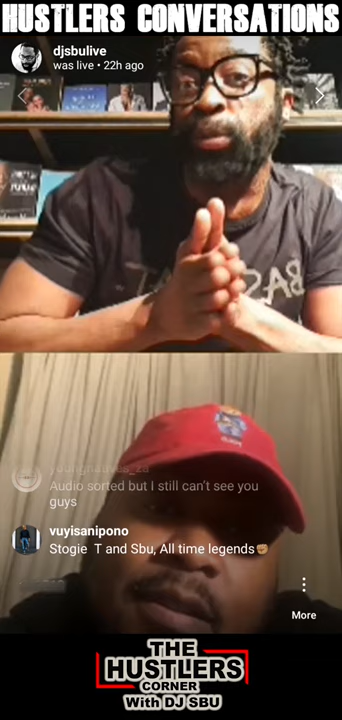 HUSTLERS CONVERSATIONS
djsbulive
was live • 22h ago
Audio sorted but I still can't see you
guys
vuyisanipono
Stogie T and Sbu, All time legends✊🏽
More
THE
HUSTLERS
CORNER
With DJ SBU